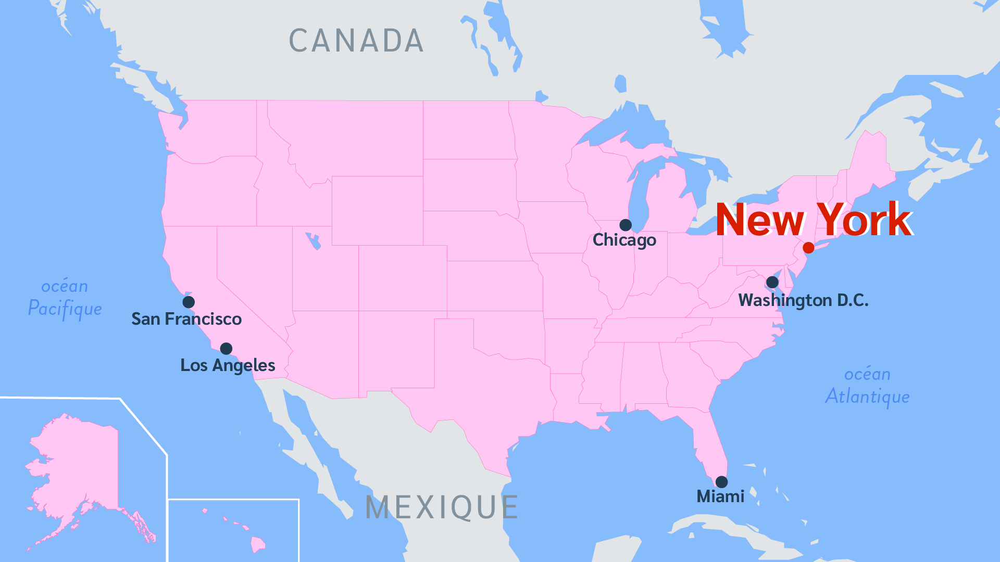 CANADA
New York
Chicago
océan
Pacifique
Washington D.C.
San Francisco
Los Angeles
océan
Atlantique
Miami
MEXIQUE